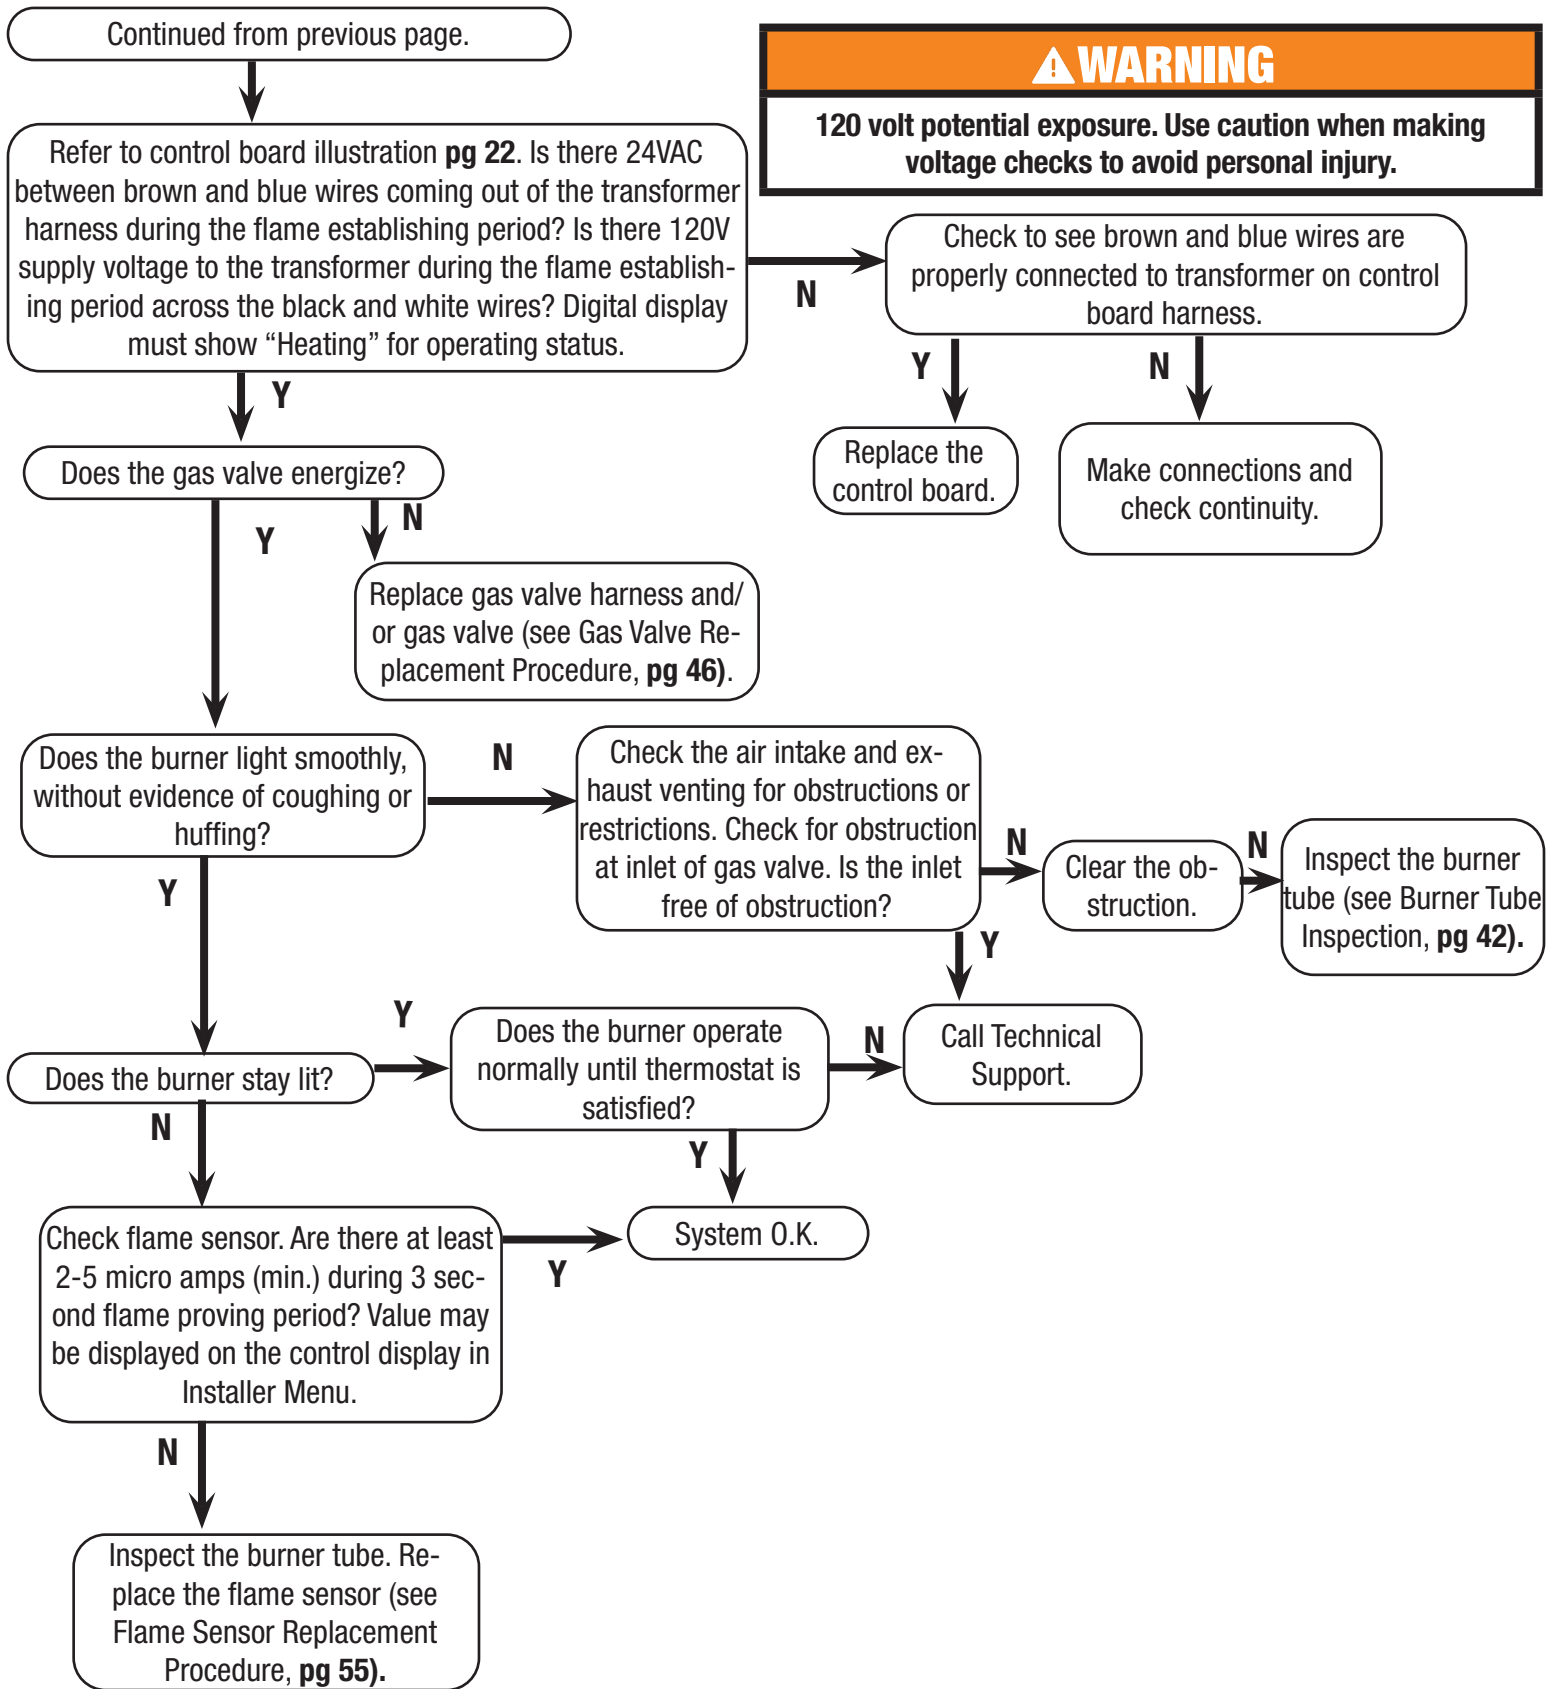 Continued from previous page.
WARNING
120 volt potential exposure. Use caution when making
voltage checks to avoid personal injury.
Refer to control board illustration pg 22. Is there 24VAC
between brown and blue wires coming out of the transformer
harness during the flame establishing period? Is there 120V
supply voltage to the transformer during the flame establish-
ing period across the black and white wires? Digital display
must show “Heating” for operating status.
N
Check to see brown and blue wires are
properly connected to transformer on control
board harness.
Y
N
Replace the
control board.
Make connections and
check continuity.
Y
Does the gas valve energize?
Y
N
Replace gas valve harness and/
or gas valve (see Gas Valve Re-
placement Procedure, pg 46).
Does the burner light smoothly,
without evidence of coughing or
huffing?
N
Check the air intake and ex-
haust venting for obstructions or
restrictions. Check for obstruction
at inlet of gas valve. Is the inlet
free of obstruction?
N
Clear the ob-
struction.
N
Inspect the burner
tube (see Burner Tube
Inspection, pg 42).
Y
Y
Does the burner stay lit?
Y
Does the burner operate
normally until thermostat is
satisfied?
N
Call Technical
Support.
N
Y
Check flame sensor. Are there at least
2-5 micro amps (min.) during 3 sec-
ond flame proving period? Value may
be displayed on the control display in
Installer Menu.
Y
System O.K.
N
Inspect the burner tube. Re-
place the flame sensor (see
Flame Sensor Replacement
Procedure, pg 55).